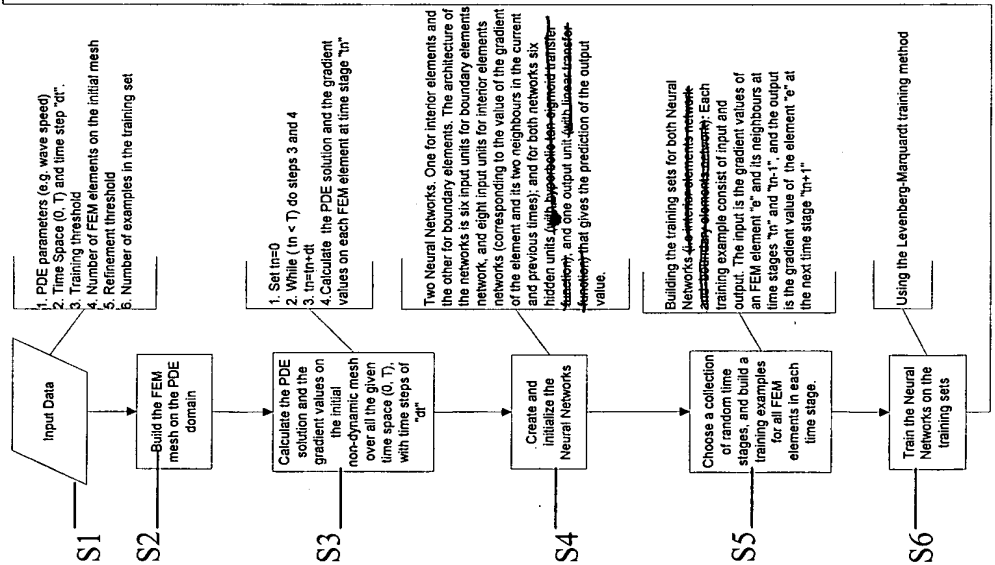 S1
Input Data
1. PDE parameters (e.g. wave speed)
2. Time Space (0, T) and time step "dt".
3. Training threshold
4. Number of FEM elements on the initial mesh
5. Refinement threshold
6. Number of examples in the training set
S2
Build the FEM
mesh on the PDE
domain
S3
Calculate the PDE
solution and the
gradient values on
the initial
non-dynamic mesh
over all the given
time space (0, T),
with time steps of
"dt"
1. Set tn=0
2. While (tn < T) do steps 3 and 4
3. tn=tn+dt
4.Calculate the PDE solution and the gradient
values on each FEM element at time stage "tn"
S4
Create and
initialize the
Neural Networks
Two Neural Networks. One for interior elements and
the other for boundary elements. The architecture of
the networks is six input units for boundary elements
network, and eight input units for interior elements
networks (corresponding to the value of the gradient
of the element and its two neighbours in the current
and previous times); and for both networks six
hidden units (with hyperbolic tan sigmoid transfer
function), and one output unit (with linear transfer
function) that gives the prediction of the output
value.
S5
Choose a collection
of random time
stages, and build a
training examples
for all FEM
elements in each
time stage.
Building the training sets for both Neural
Networks (i.e interior elements network
and boundary elements network): Each
training example consist of input and
output. The input is the gradient values of
an FEM element "e" and its neighbours at
time stages "tn" and "tn-1", and the output
is the gradient value of the element "e" at
the next time stage "tn+1"
S6
Train the Neural
Networks on the
training sets
Using the Levenberg-Marquardt training method